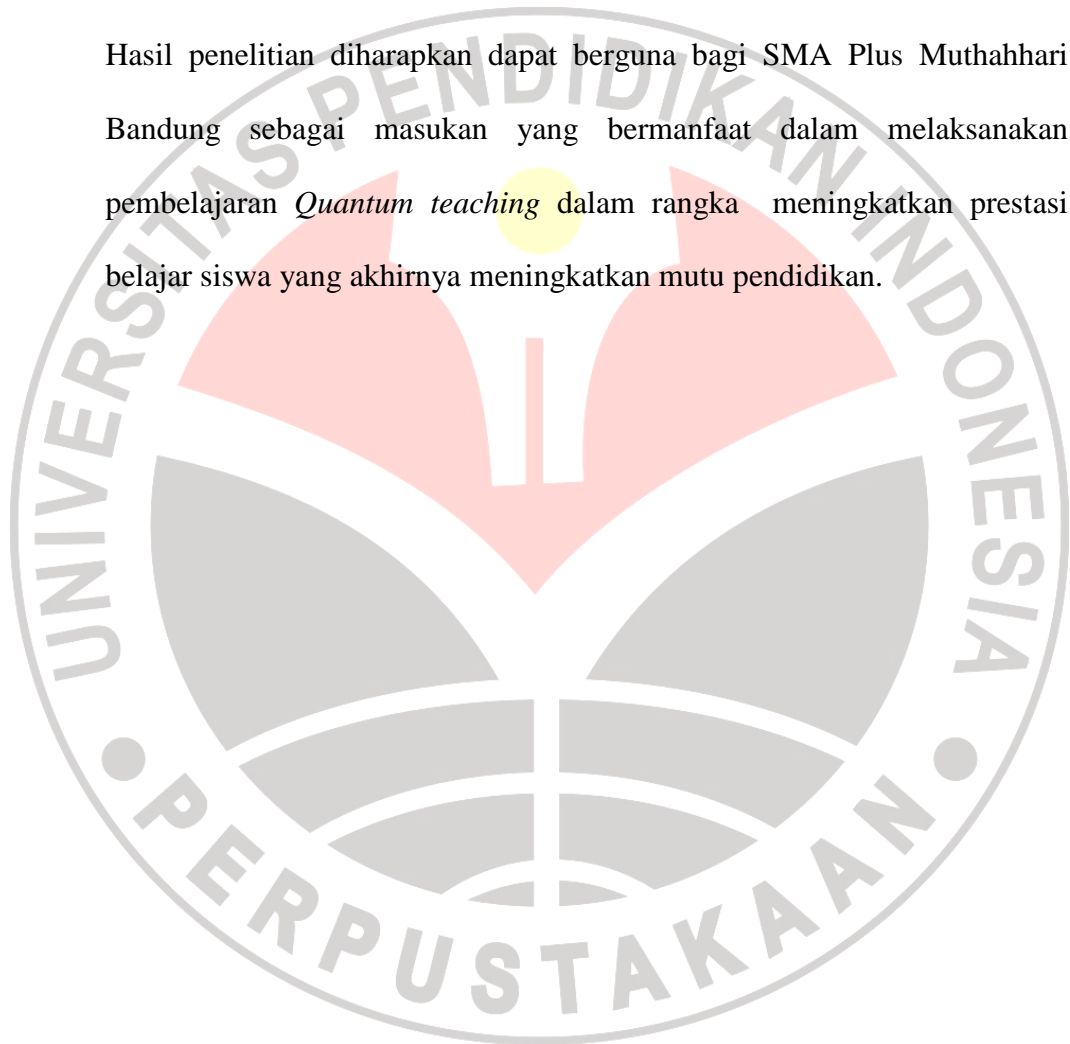 Hasil penelitian diharapkan dapat berguna bagi SMA Plus Muthahhari
Bandung sebagai masukan yang bermanfaat dalam melaksanakan
pembelajaran Quantum teaching dalam rangka meningkatkan prestasi
belajar siswa yang akhirnya meningkatkan mutu pendidikan.
UNIVERSITAS PENDIDIKAN INDONESIA
PERPUSTAKAAN